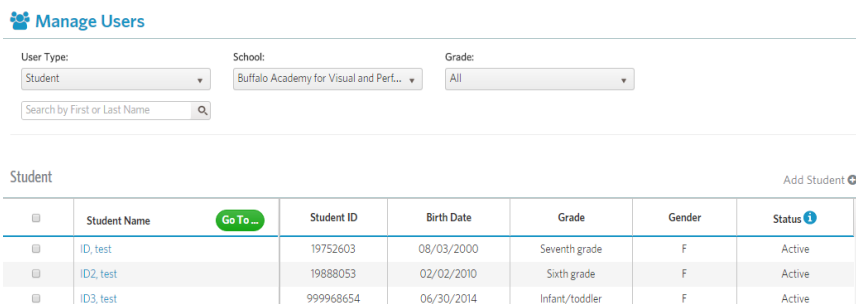 Manage Users
User Type: School: Grade:
Student Buffalo Academy for Visual and Perf... All
Search by First or Last Name
Student Add Student
Student Name Go To ... Student ID Birth Date Grade Gender Status
ID, test 19752603 08/03/2000 Seventh grade F Active
ID2, test 19888053 02/02/2010 Sixth grade F Active
ID3, test 999968654 06/30/2014 Infant/toddler F Active